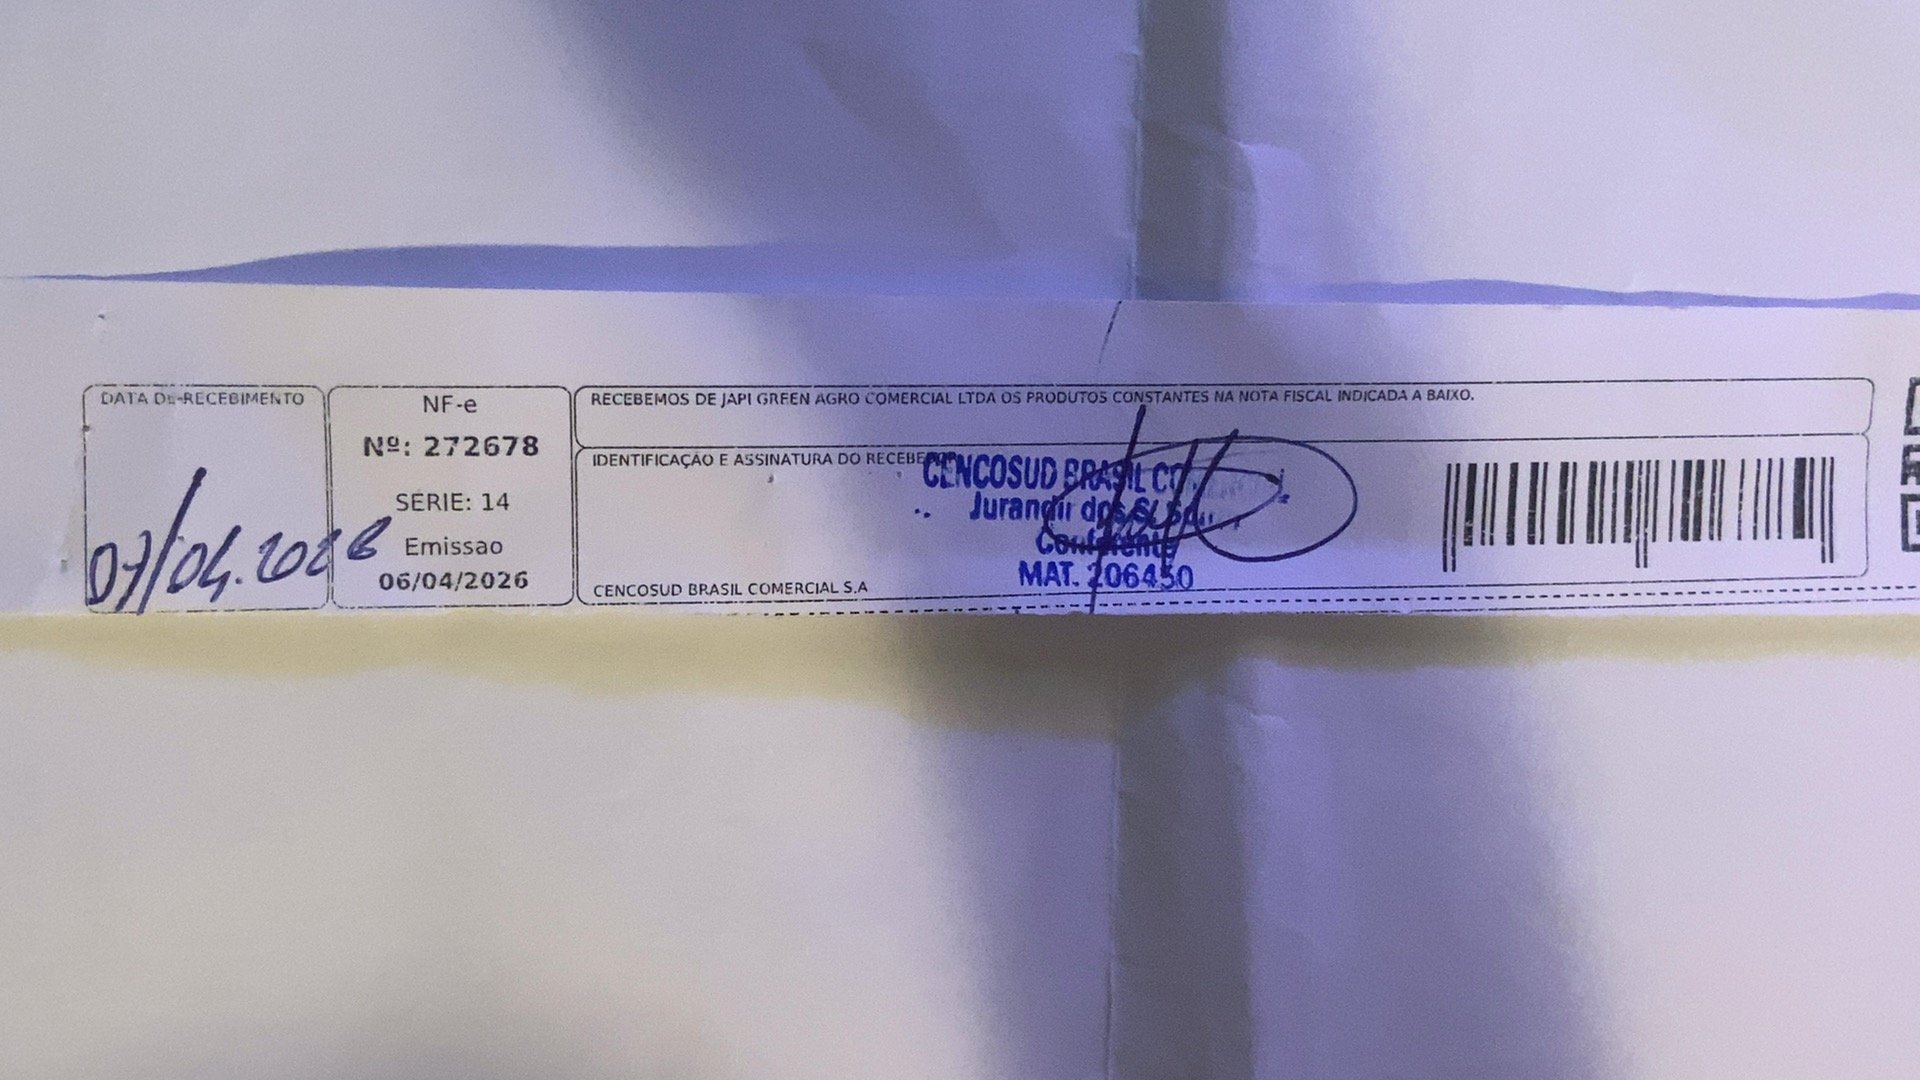 DATA DE RECEBIMENTO
07/04.2026
NF-e
Nº: 272678
SERIE: 14
Emissao
06/04/2026
RECEBEMOS DE JAPI GREEN AGRO COMERCIAL LTDA OS PRODUTOS CONSTANTES NA NOTA FISCAL INDICADA A BAIXO.
IDENTIFICAÇÃO E ASSINATURA DO
CENCOSUD BRASIL
Jurandir dos
Conferente
MAT. 206450
CENCOSUD BRASIL COMERCIAL S.A